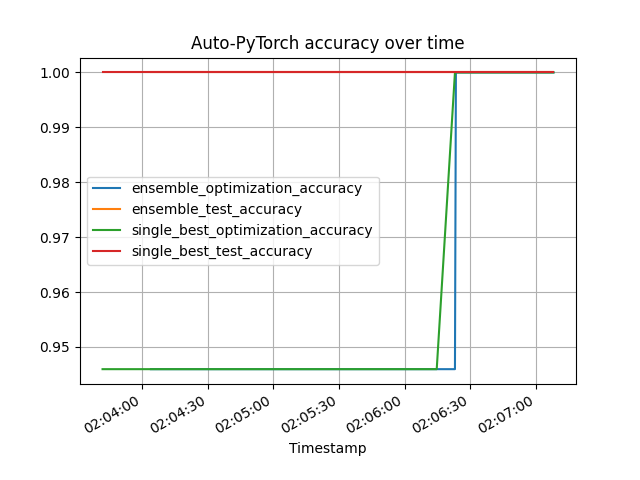 Auto-PyTorch accuracy over time
1.00
0.99
0.98
0.97
0.96
0.95
ensemble_optimization_accuracy
ensemble_test_accuracy
single_best_optimization_accuracy
single_best_test_accuracy
02:04:00
02:04:30
02:05:00
02:05:30
02:06:00
02:06:30
02:07:00
Timestamp